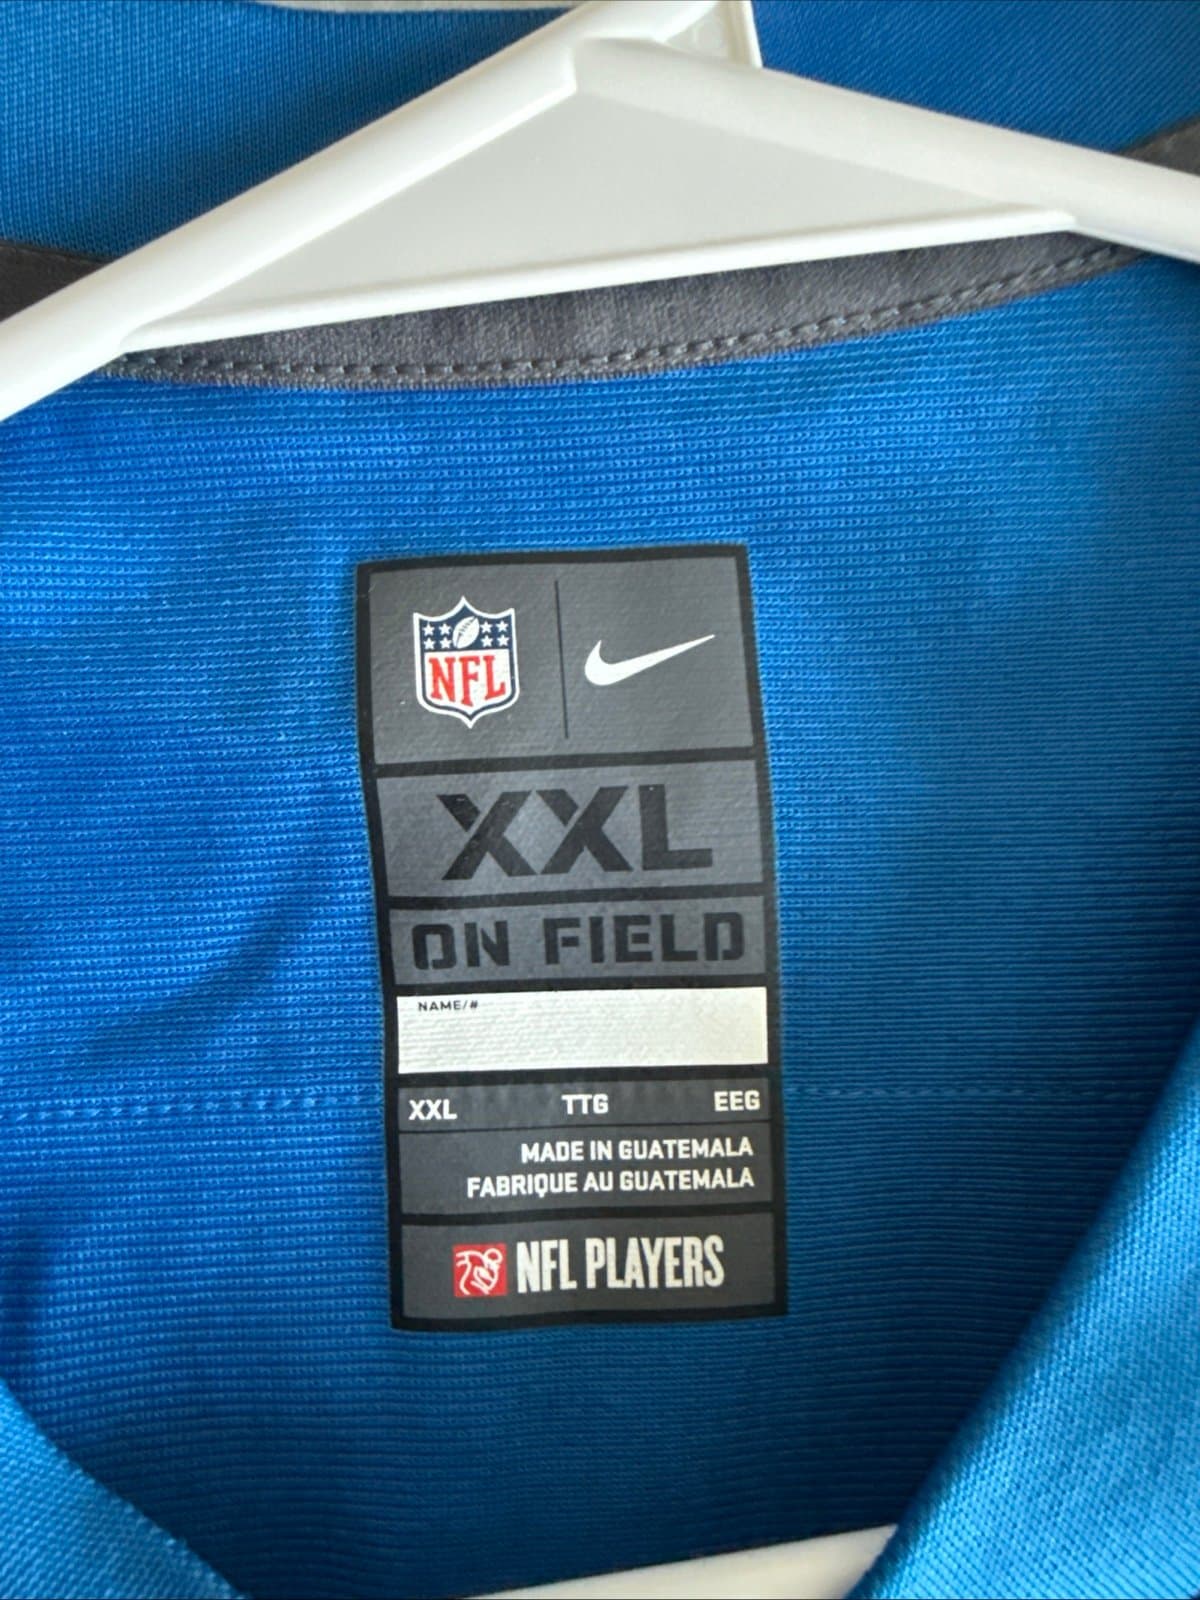 NFL
XXL
ON FIELD
NAME/#
XXL TTG EEG
MADE IN GUATEMALA
FABRIQUE AU GUATEMALA
NFL PLAYERS